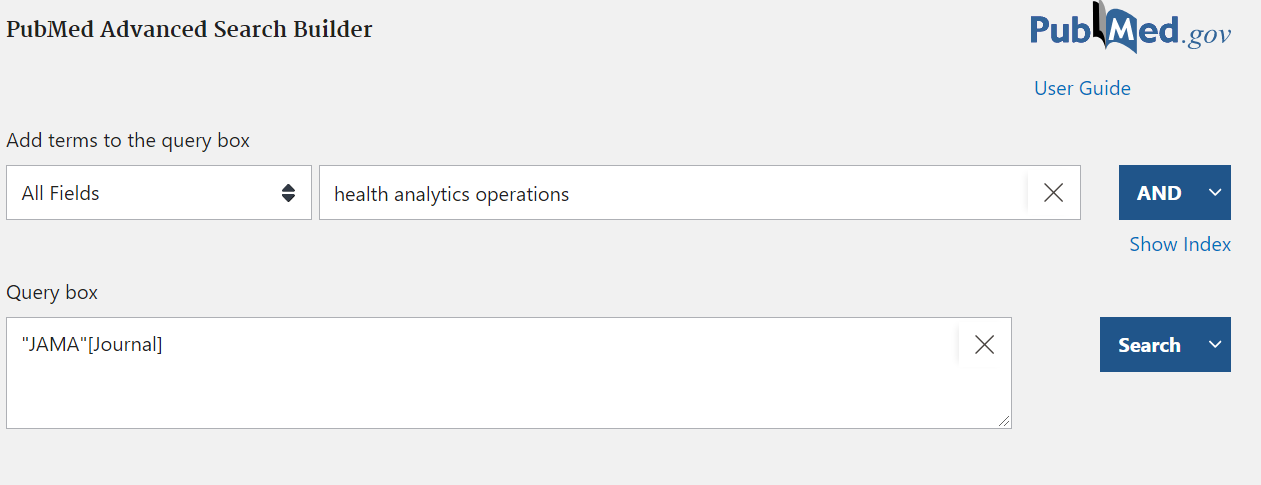 PubMed Advanced Search Builder
PubMed.gov
User Guide
Add terms to the query box
All Fields
health analytics operations
AND
Show Index
Query box
"JAMA"[Journal]
Search